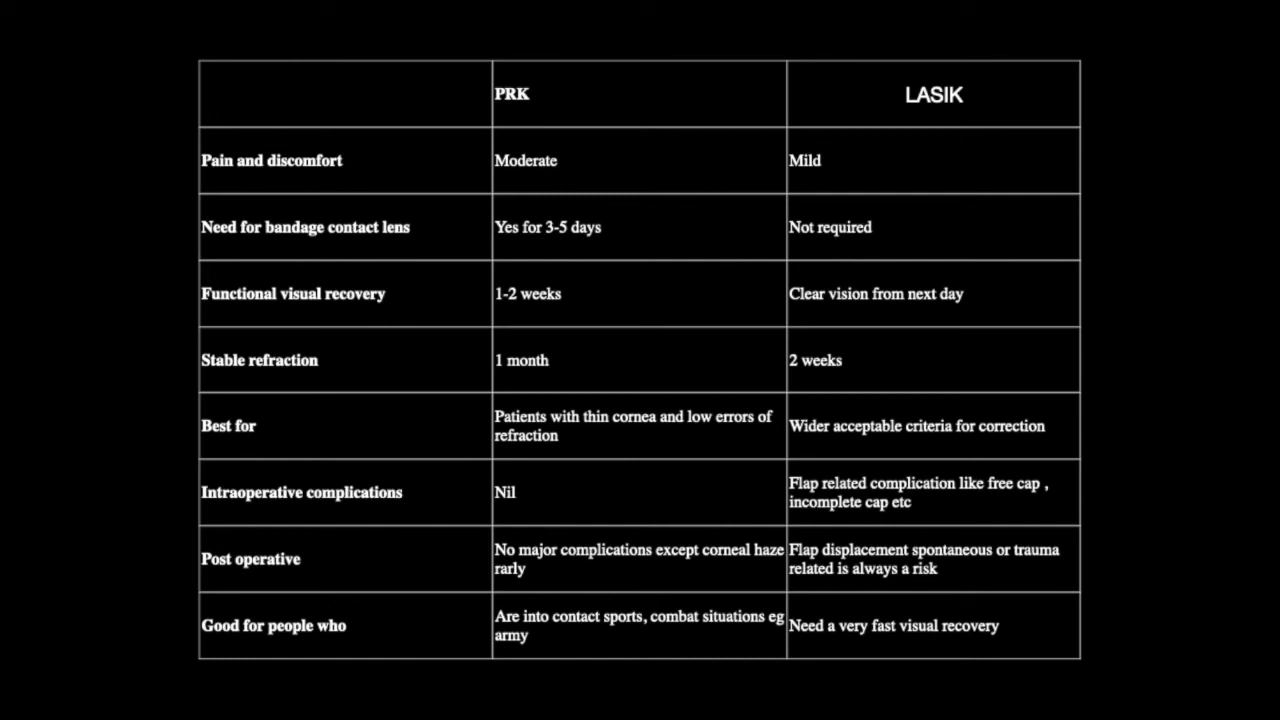 PRK
LASIK
Pain and discomfort
Moderate
Mild
Need for bandage contact lens
Yes for 3-5 days
Not required
Functional visual recovery
1-2 weeks
Clear vision from next day
Stable refraction
1 month
2 weeks
Best for
Patients with thin cornea and low errors of
refraction
Wider acceptable criteria for correction
Intraoperative complications
Nil
Flap related complication like free cap ,
incomplete cap etc
Post operative
No major complications except corneal haze
rarly
Flap displacement spontaneous or trauma
related is always a risk
Good for people who
Are into contact sports, combat situations eg
army
Need a very fast visual recovery